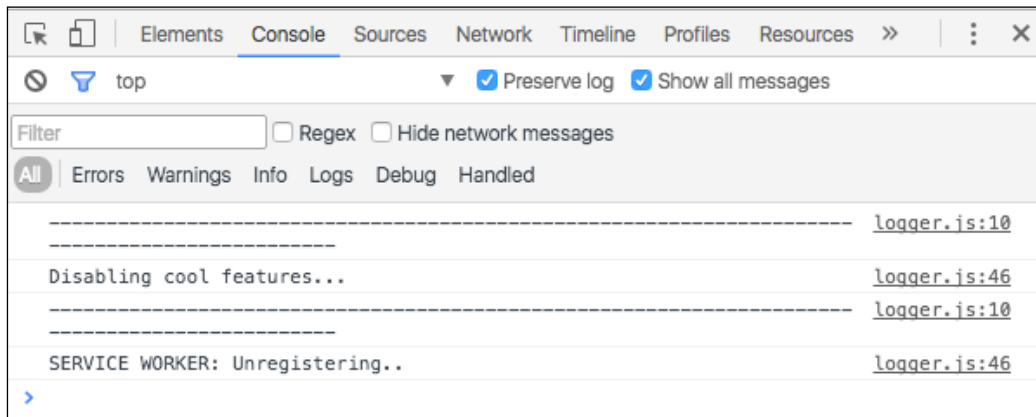 Elements Console Sources Network Timeline Profiles Resources »
top Preserve log Show all messages
Filter Regex Hide network messages
All Errors Warnings Info Logs Debug Handled
---------------------------------------------------------------------- logger.js:10
-------------------------
Disabling cool features... logger.js:46
---------------------------------------------------------------------- logger.js:10
-------------------------
SERVICE WORKER: Unregistering.. logger.js:46
>